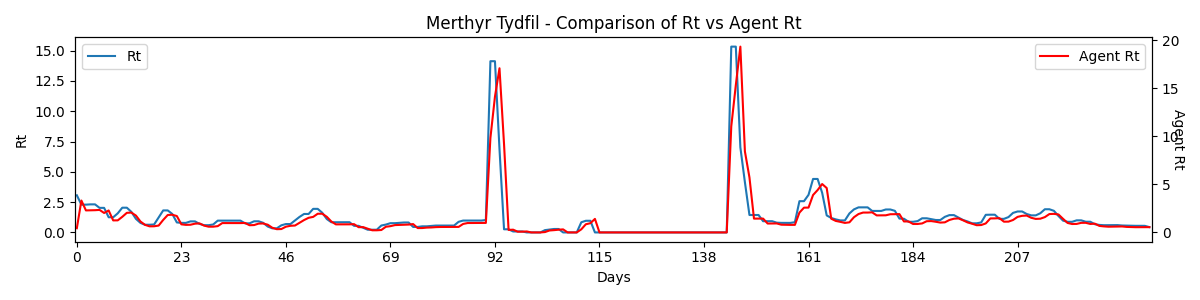 Merthyr Tydfil - Comparison of Rt vs Agent Rt
Rt
Agent Rt
15.0
12.5
10.0
7.5
5.0
2.5
0.0
Rt
20
15
10
5
0
Agent Rt
0 23 46 69 92 115 138 161 184 207
Days